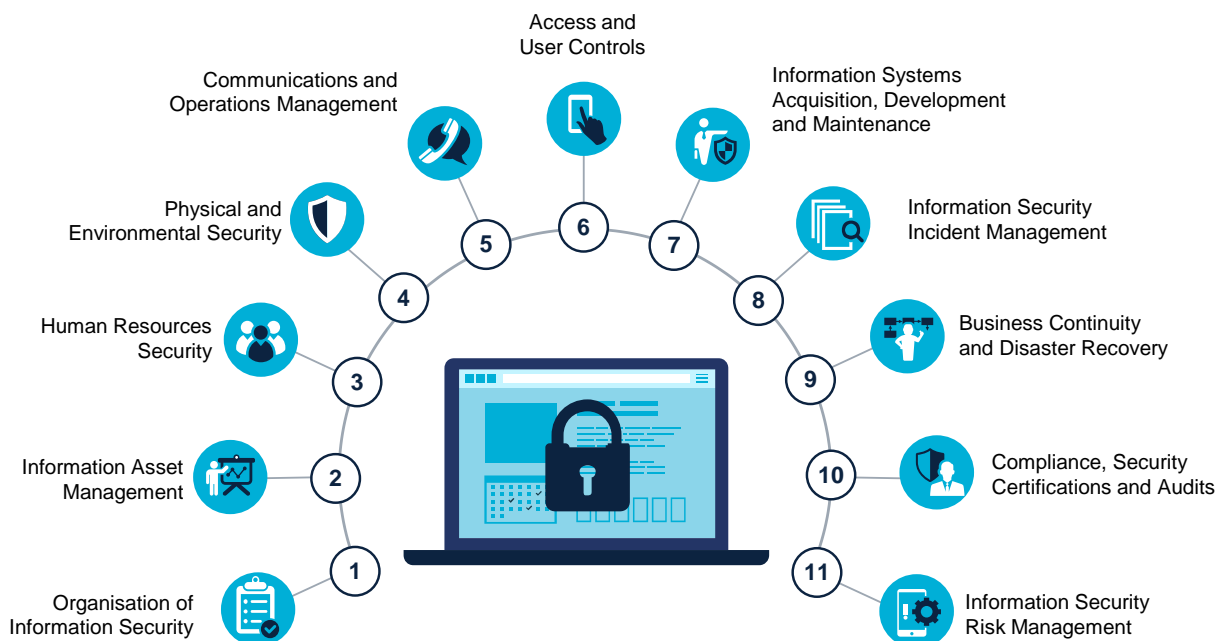 Access and
User Controls
Communications and
Operations Management
Information Systems
Acquisition, Development
and Maintenance
Physical and
Environmental Security
Information Security
Incident Management
Human Resources
Security
Business Continuity
and Disaster Recovery
Information Asset
Management
Compliance, Security
Certifications and Audits
Organisation of
Information Security
Information Security
Risk Management
1
2
3
4
5
6
7
8
9
10
11